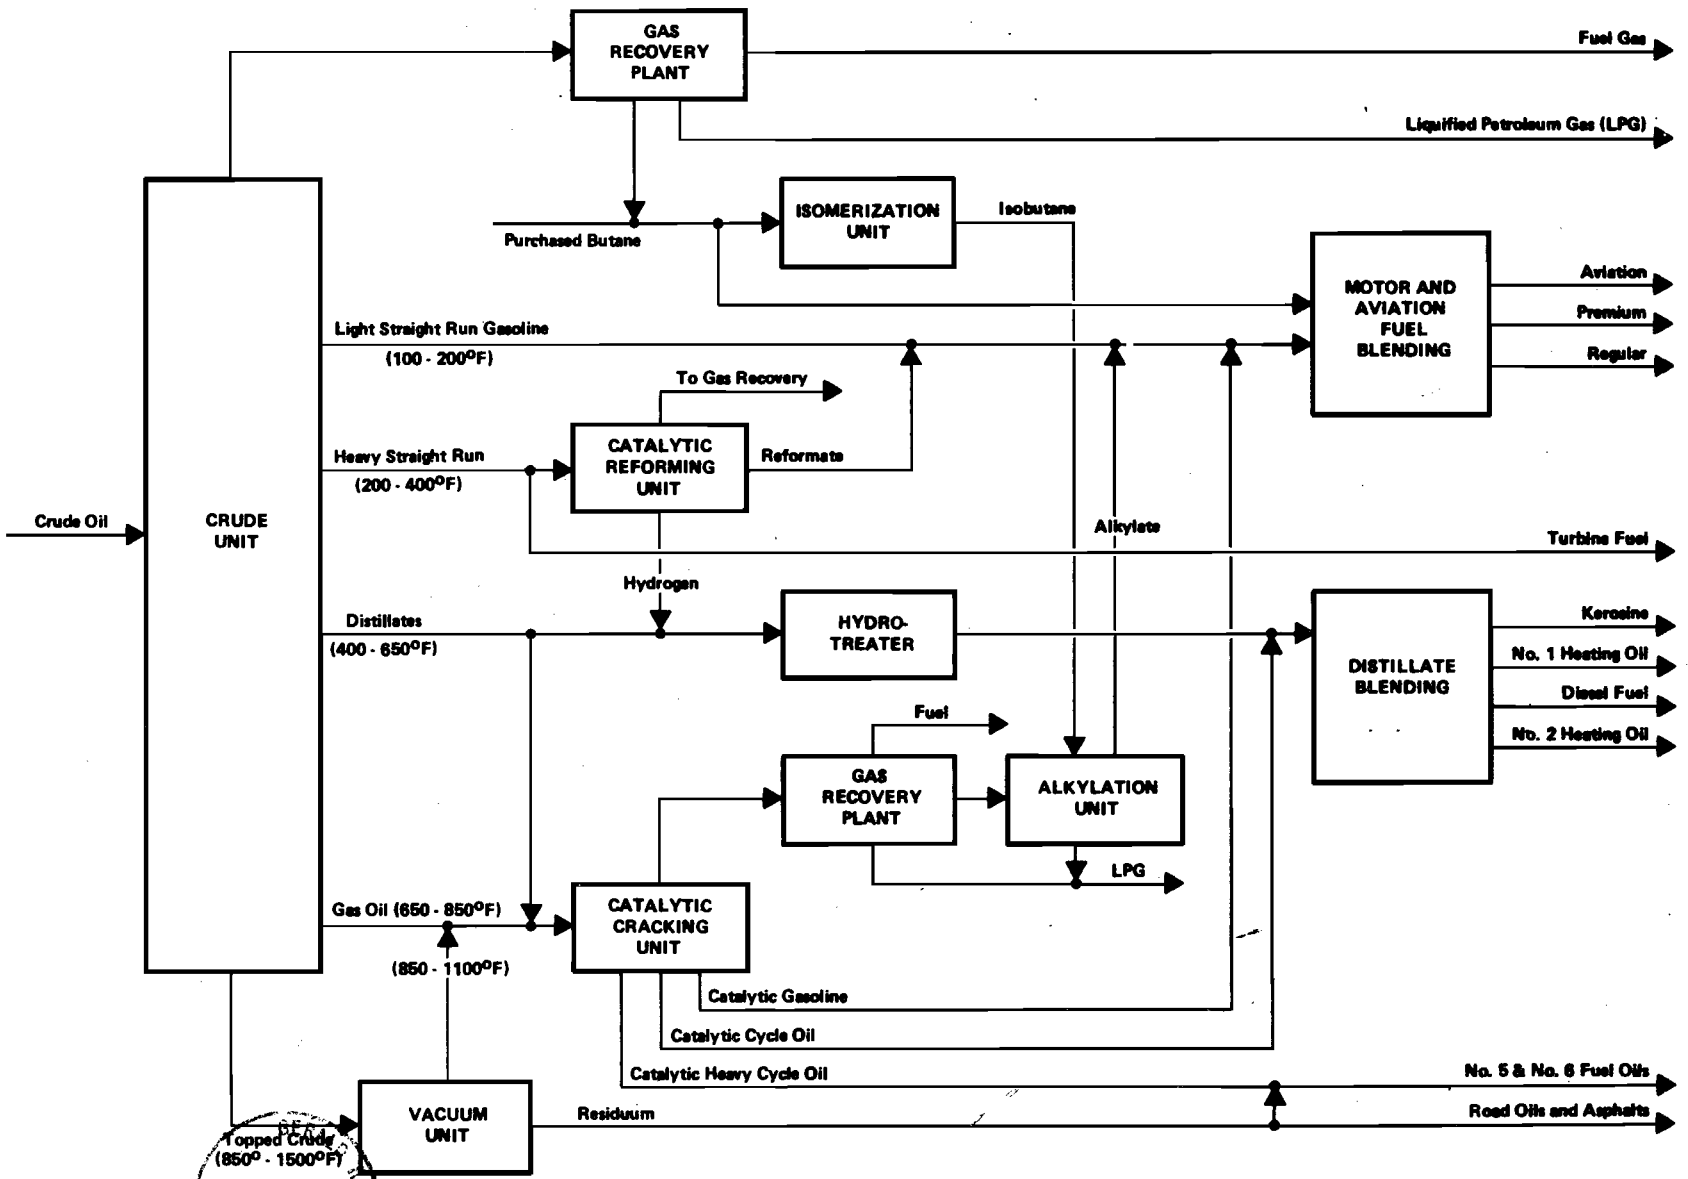 GAS
RECOVERY
PLANT
Fuel Gas
Liquified Petroleum Gas (LPG)
ISOMERIZATION
UNIT
Isobutane
Purchased Butane
MOTOR AND
AVIATION
FUEL
BLENDING
Aviation
Premium
Regular
Light Straight Run Gasoline
(100 - 200°F)
To Gas Recovery
CATALYTIC
REFORMING
UNIT
Reformate
Heavy Straight Run
(200 - 400°F)
Crude Oil
CRUDE
UNIT
Alkylate
Turbine Fuel
Hydrogen
Distillates
(400 - 650°F)
HYDRO-
TREATER
DISTILLATE
BLENDING
Kerosine
No. 1 Heating Oil
Diesel Fuel
No. 2 Heating Oil
Fuel
GAS
RECOVERY
PLANT
ALKYLATION
UNIT
LPG
Gas Oil (650 - 850°F)
(850 - 1100°F)
CATALYTIC
CRACKING
UNIT
Catalytic Gasoline
Catalytic Cycle Oil
Catalytic Heavy Cycle Oil
No. 5 & No. 6 Fuel Oils
VACUUM
UNIT
Residuum
Road Oils and Asphalts
Topped Crude
(850° - 1500°F)